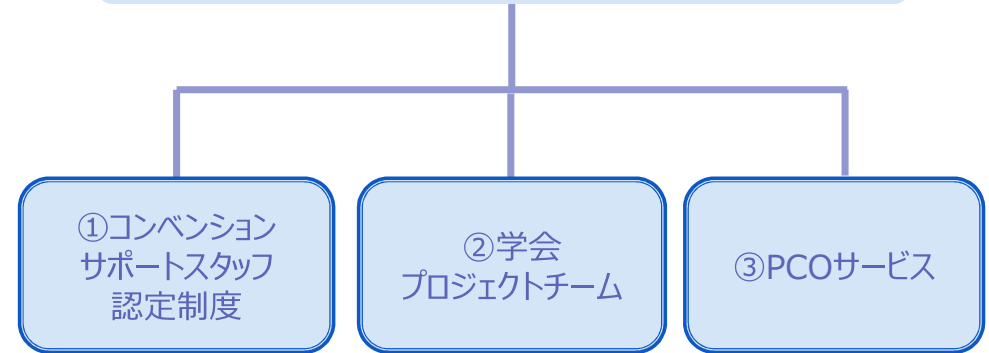 ①コンベンション
サポートスタッフ
認定制度
②学会
プロジェクトチーム
③PCOサービス